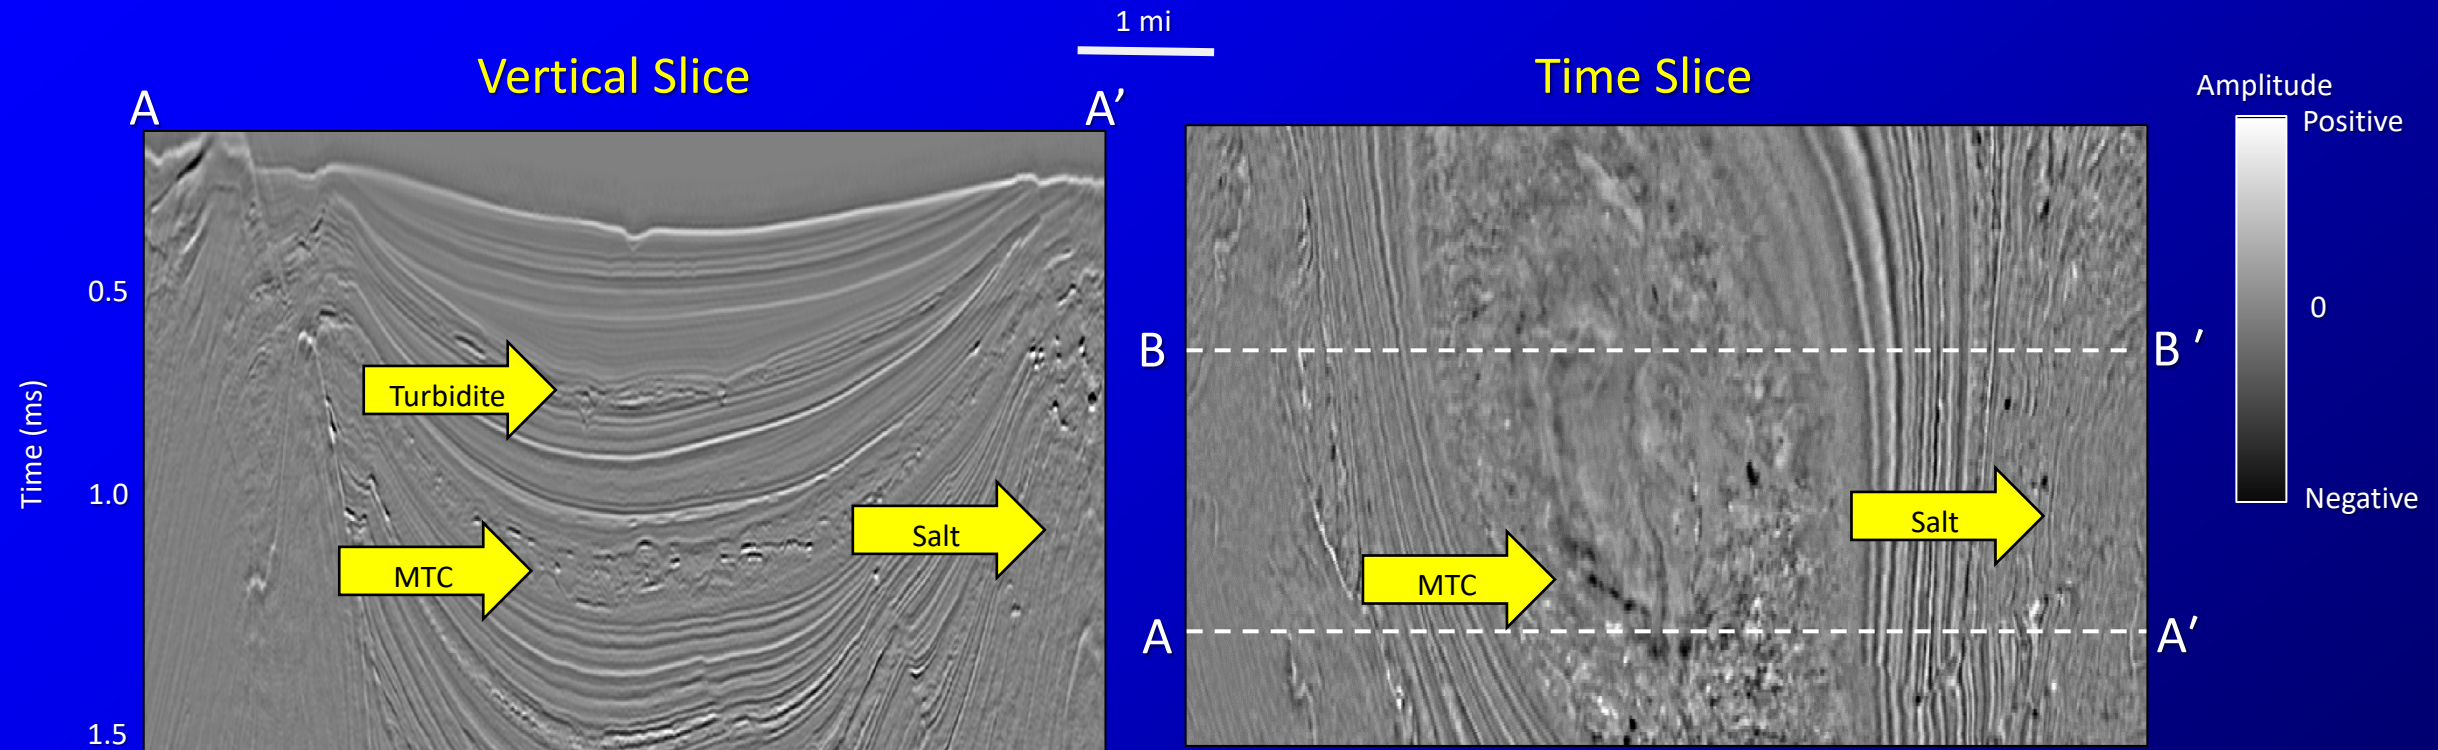 1 mi
Vertical Slice
Time Slice
A
A’
Amplitude
Positive
0
Negative
Time (ms)
0.5
1.0
1.5
Turbidite
MTC
Salt
B
B ’
Salt
MTC
A
A’